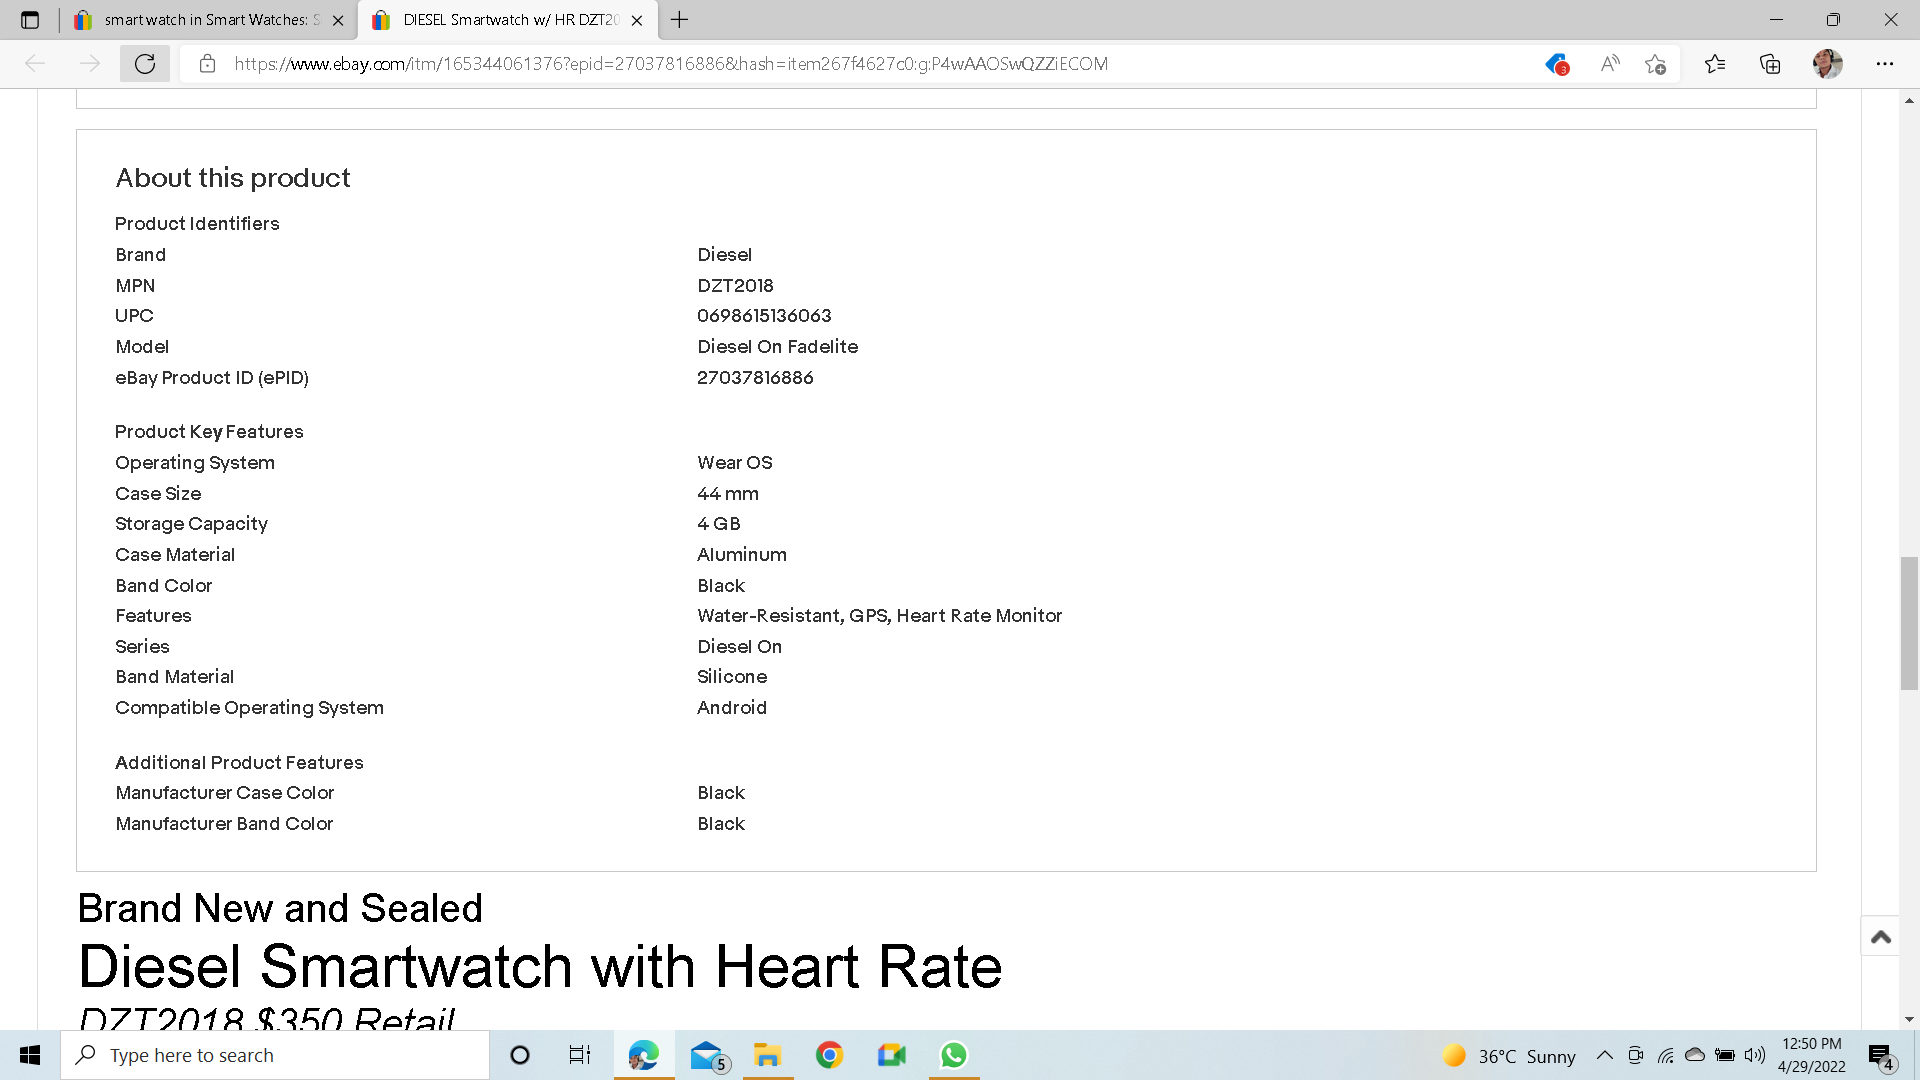 smart watch in Smart Watches: S
DIESEL Smartwatch w/ HR DZT20
https://www.ebay.com/itm/165344061376?epid=27037816886&hash=item267f4627c0:g:P4wAAOSwQZZiECOM
3
About this product
Product Identifiers
Brand Diesel
MPN DZT2018
UPC 0698615136063
Model Diesel On Fadelite
eBay Product ID (ePID) 27037816886
Product Key Features
Operating System Wear OS
Case Size 44 mm
Storage Capacity 4 GB
Case Material Aluminum
Band Color Black
Features Water-Resistant, GPS, Heart Rate Monitor
Series Diesel On
Band Material Silicone
Compatible Operating System Android
Additional Product Features
Manufacturer Case Color Black
Manufacturer Band Color Black
Brand New and Sealed
Diesel Smartwatch with Heart Rate
DZT2018 $350 Retail
Type here to search
5
36°C Sunny
12:50 PM
4/29/2022
4